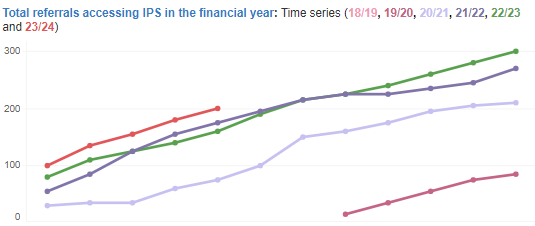 Total referrals accessing IPS in the financial year: Time series (18/19, 19/20, 20/21, 21/22, 22/23
and 23/24)
300
200
100
0